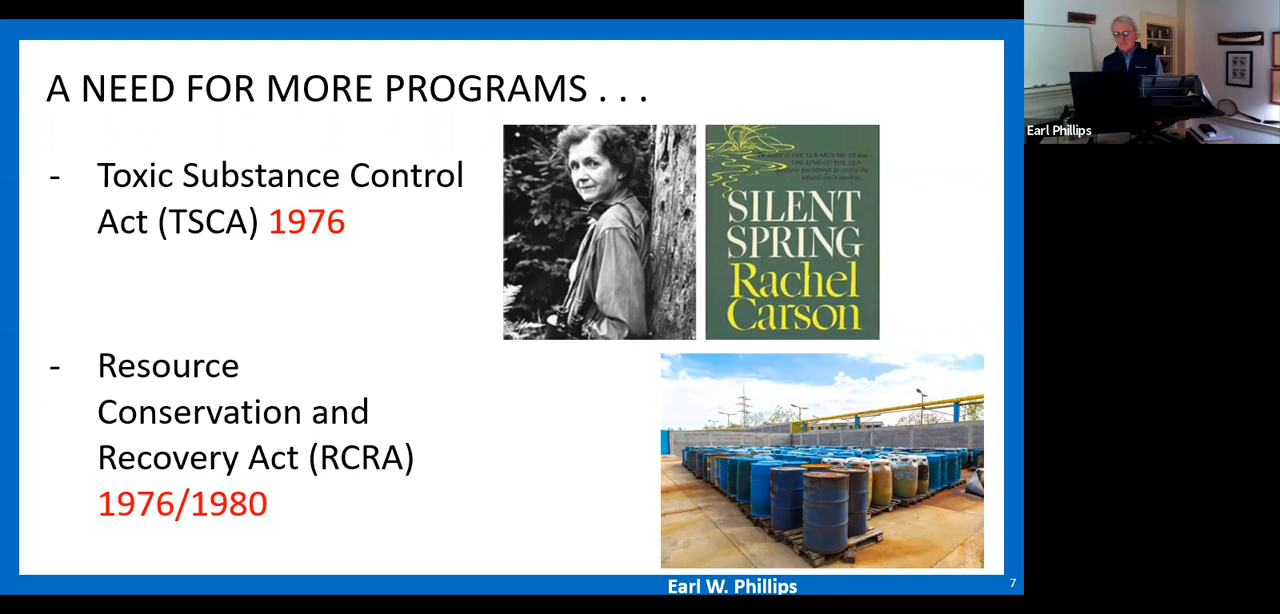 A NEED FOR MORE PROGRAMS . . .
- Toxic Substance Control
Act (TSCA) 1976
SILENT
SPRING
Rachel
Carson
- Resource
Conservation and
Recovery Act (RCRA)
1976/1980
Earl W. Phillips
7
Earl Phillips